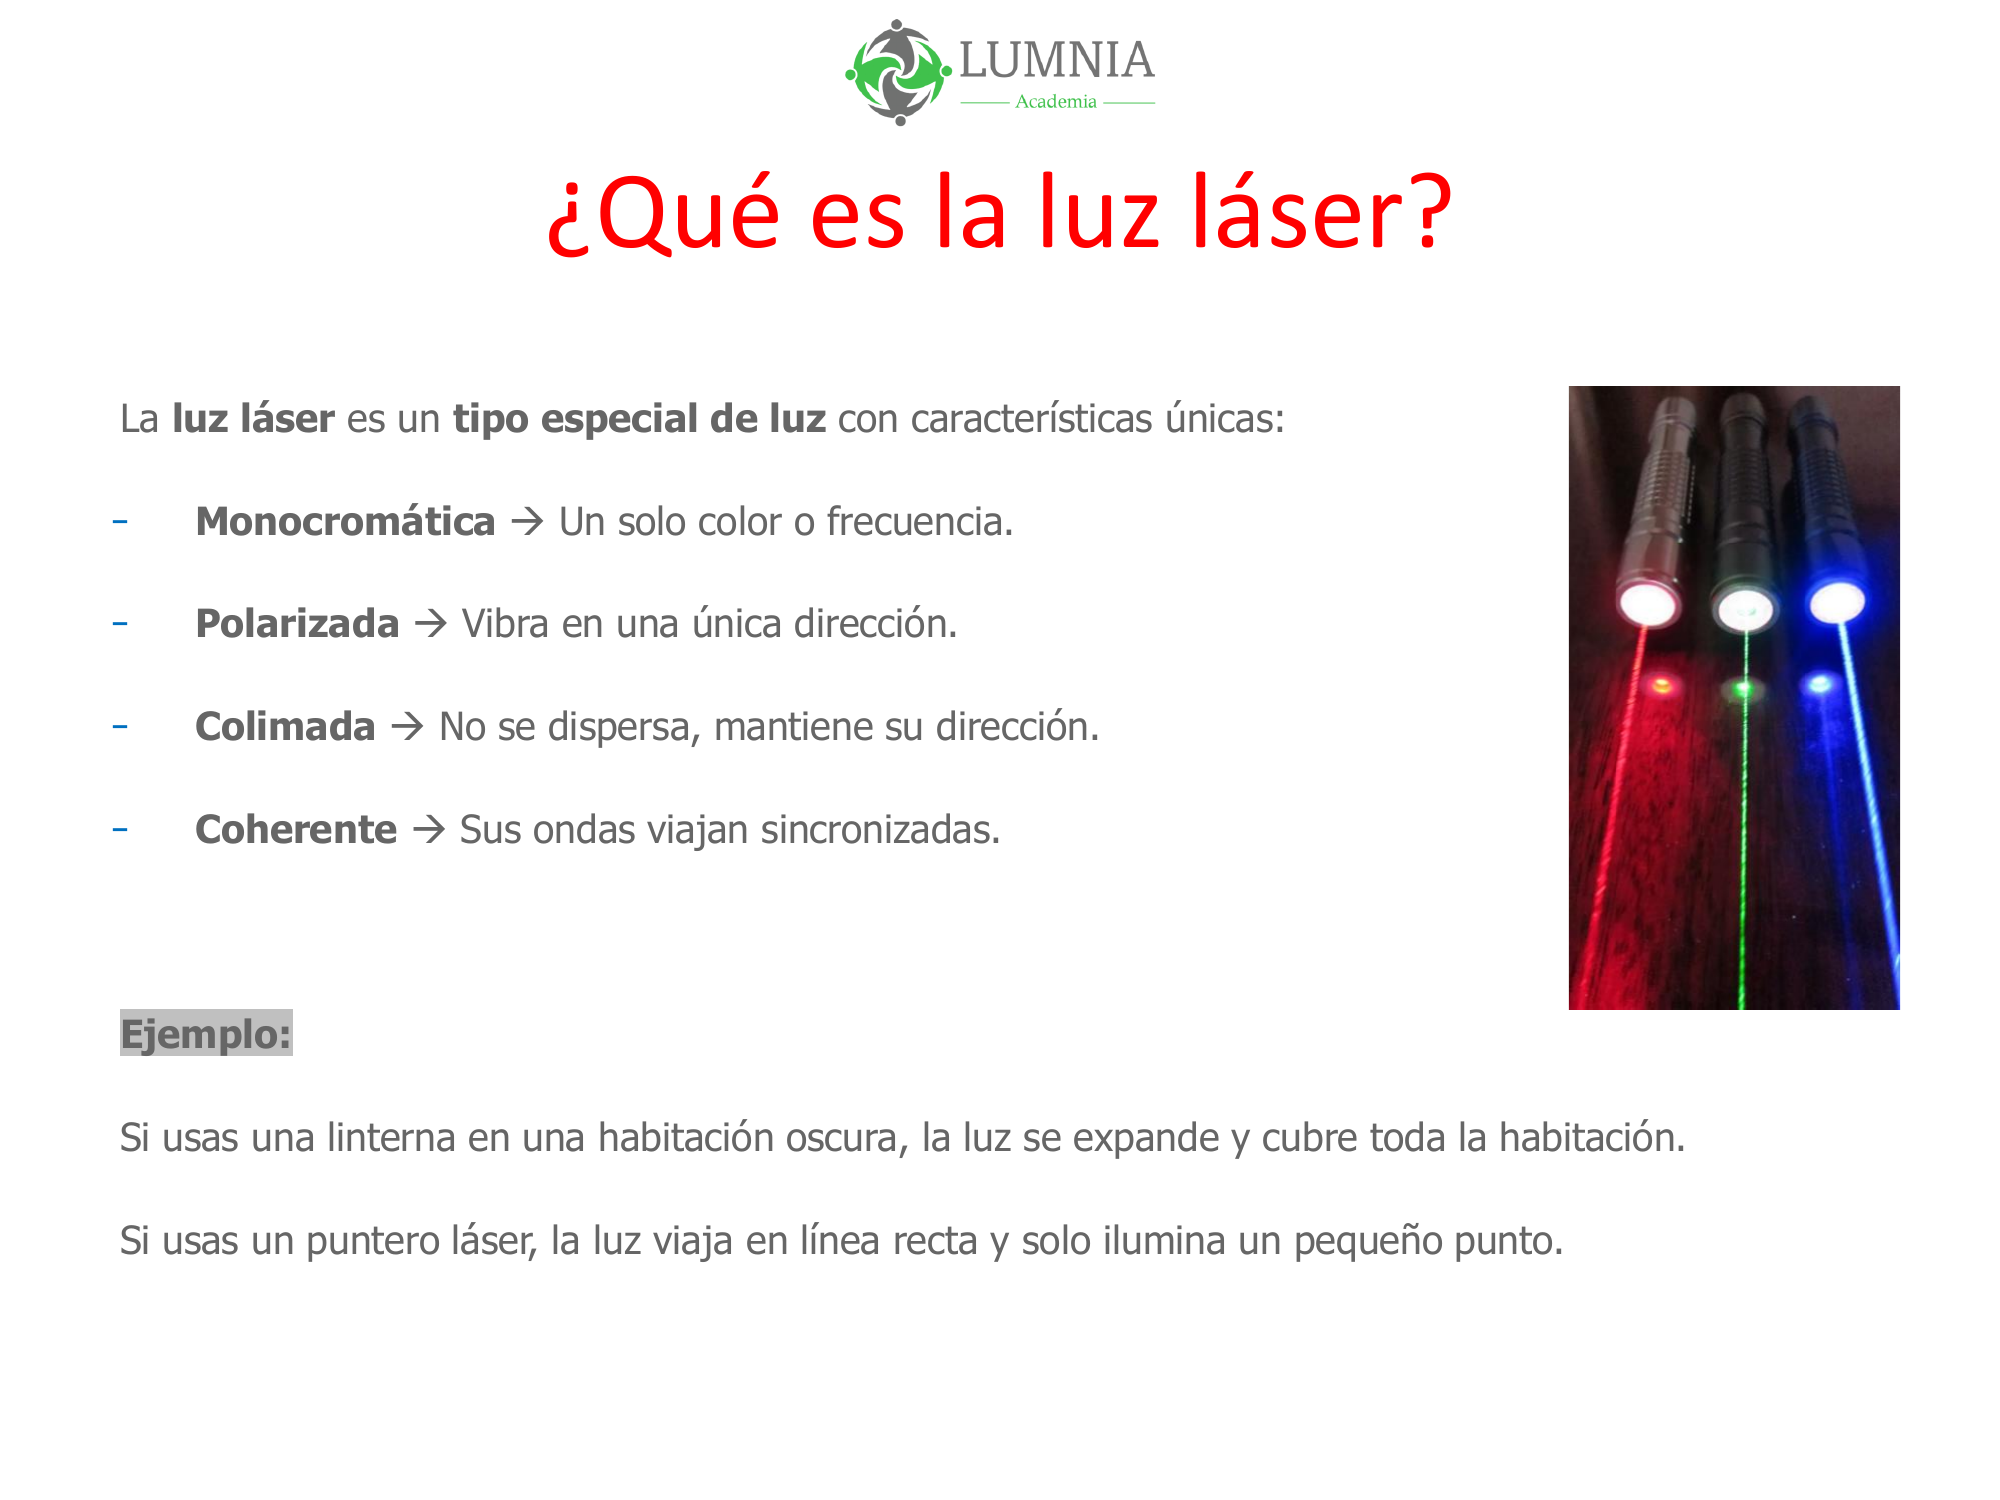 LUMNIA
Academia
¿Qué es la luz láser?
La luz láser es un tipo especial de luz con características únicas:
- Monocromática → Un solo color o frecuencia.
- Polarizada → Vibra en una única dirección.
- Colimada → No se dispersa, mantiene su dirección.
- Coherente → Sus ondas viajan sincronizadas.
Ejemplo:
Si usas una linterna en una habitación oscura, la luz se expande y cubre toda la habitación.
Si usas un puntero láser, la luz viaja en línea recta y solo ilumina un pequeño punto.